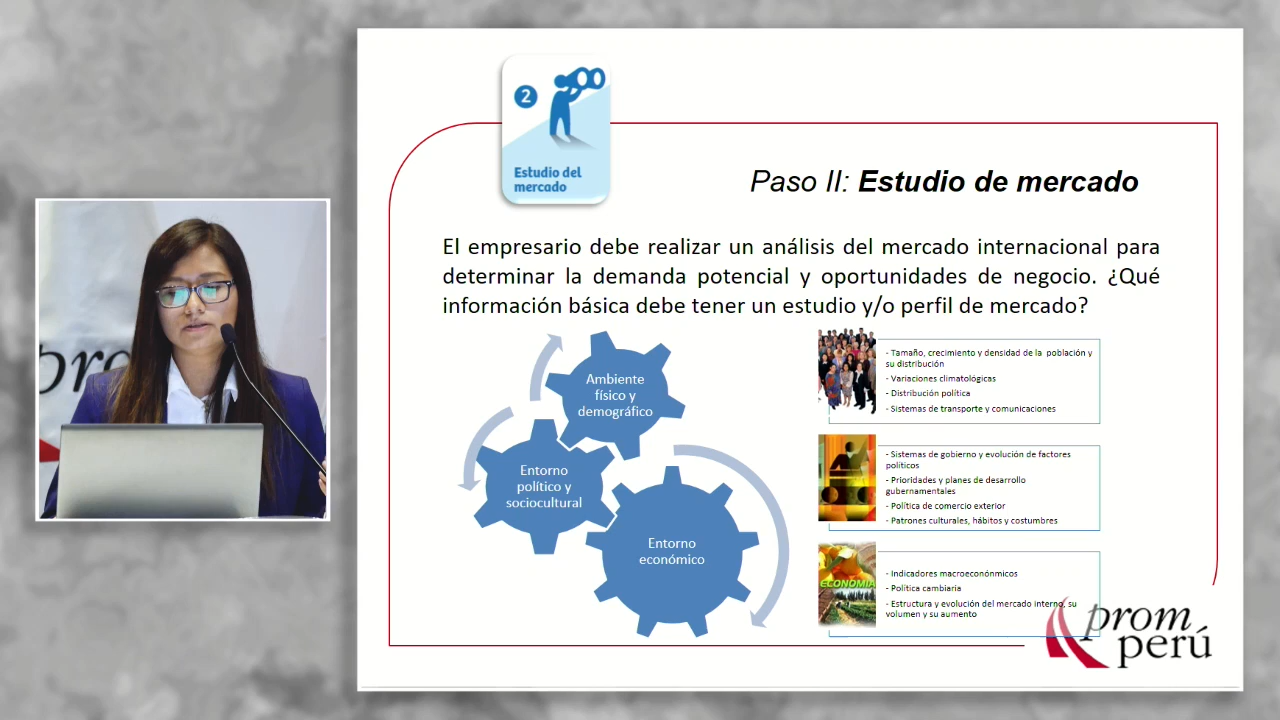 2
Estudio del
mercado
Paso II: Estudio de mercado
El empresario debe realizar un análisis del mercado internacional para
determinar la demanda potencial y oportunidades de negocio. ¿Qué
información básica debe tener un estudio y/o perfil de mercado?
Ambiente
físico y
demográfico
Entorno
político y
sociocultural
Entorno
económico
- Tamaño, crecimiento y densidad de la población y
su distribución
- Variaciones climatológicas
- Distribución política
- Sistemas de transporte y comunicaciones
- Sistemas de gobierno y evolución de factores
políticos
- Prioridades y planes de desarrollo
gubernamentales
- Política de comercio exterior
- Patrones culturales, hábitos y costumbres
ECONOMIA
- Indicadores macroeconónmicos
- Política cambiaria
- Estructura y evolución del mercado interno, su
volumen y su aumento
prom
perú
pro